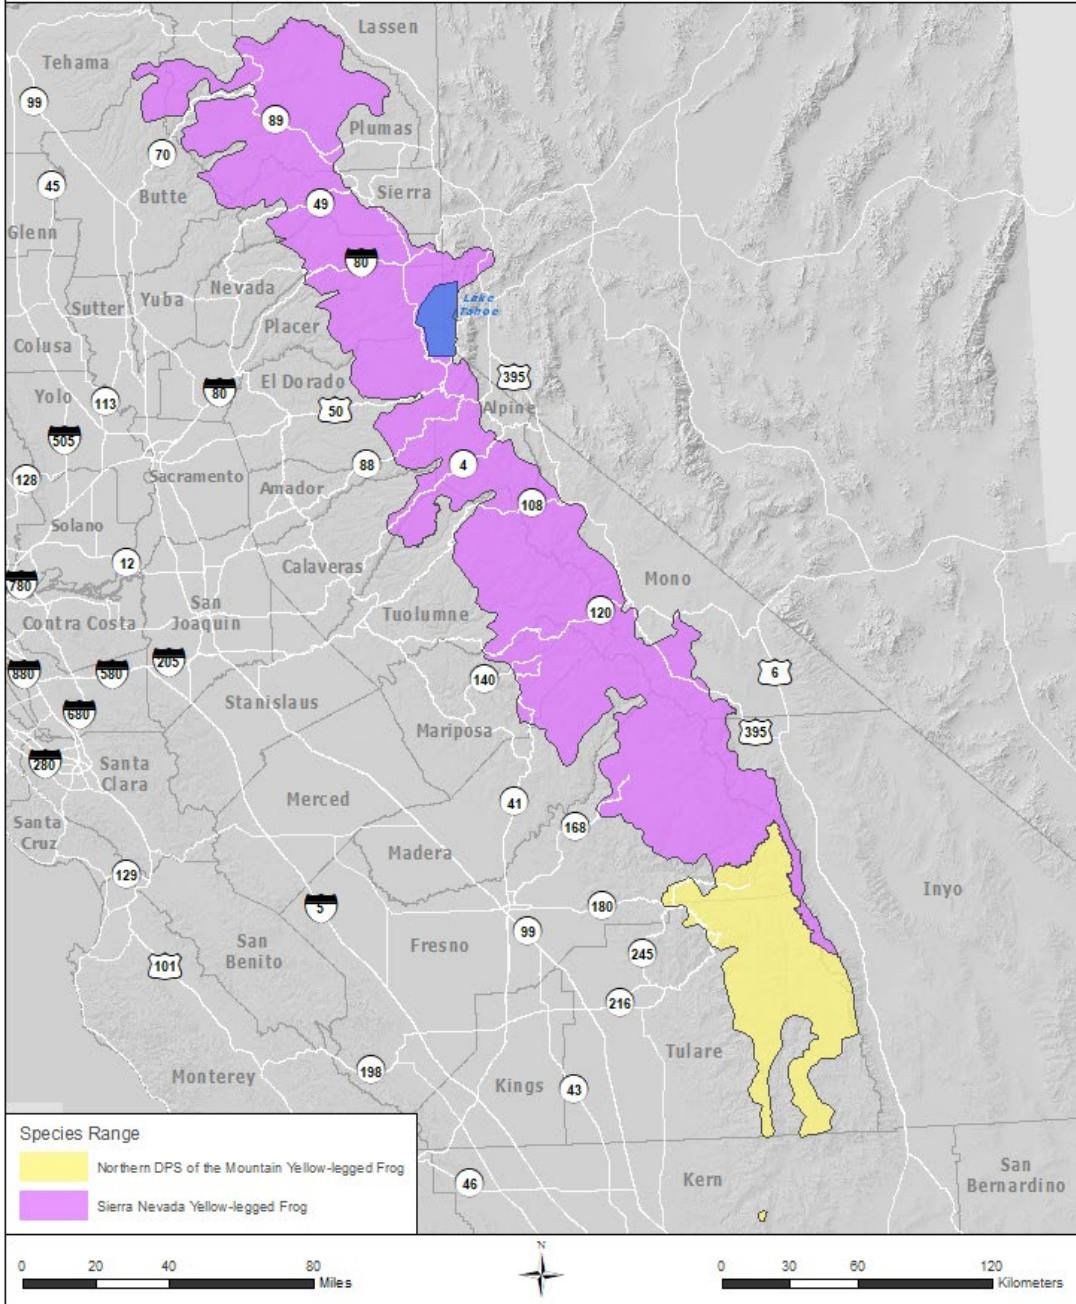 Lassen
Tehama
99
89
Plumas
70
45
Butte
Sierra
49
Glenn
80
Nevada
Yuba
Sutter
Lake
Tahoe
Placer
Colusa
El Dorado
395
80
Yolo
113
50
Alpine
505
88
4
128
Sacramento
Amador
108
Solano
12
Calaveras
780
Mono
San
Joaquin
120
Tuolumne
Contra Costa
205
880
580
140
6
Stanislaus
680
Mariposa
395
280
Santa
Clara
Merced
41
Santa
Cruz
168
Madera
129
Inyo
5
180
99
San
Benito
Fresno
245
101
216
Tulare
198
Monterey
Kings
43
Species Range
Northern DPS of the Mountain Yellow-legged Frog
Sierra Nevada Yellow-legged Frog
46
Kern
San
Bernardino
0 20 40 80
Miles
N
0 30 60 120
Kilometers